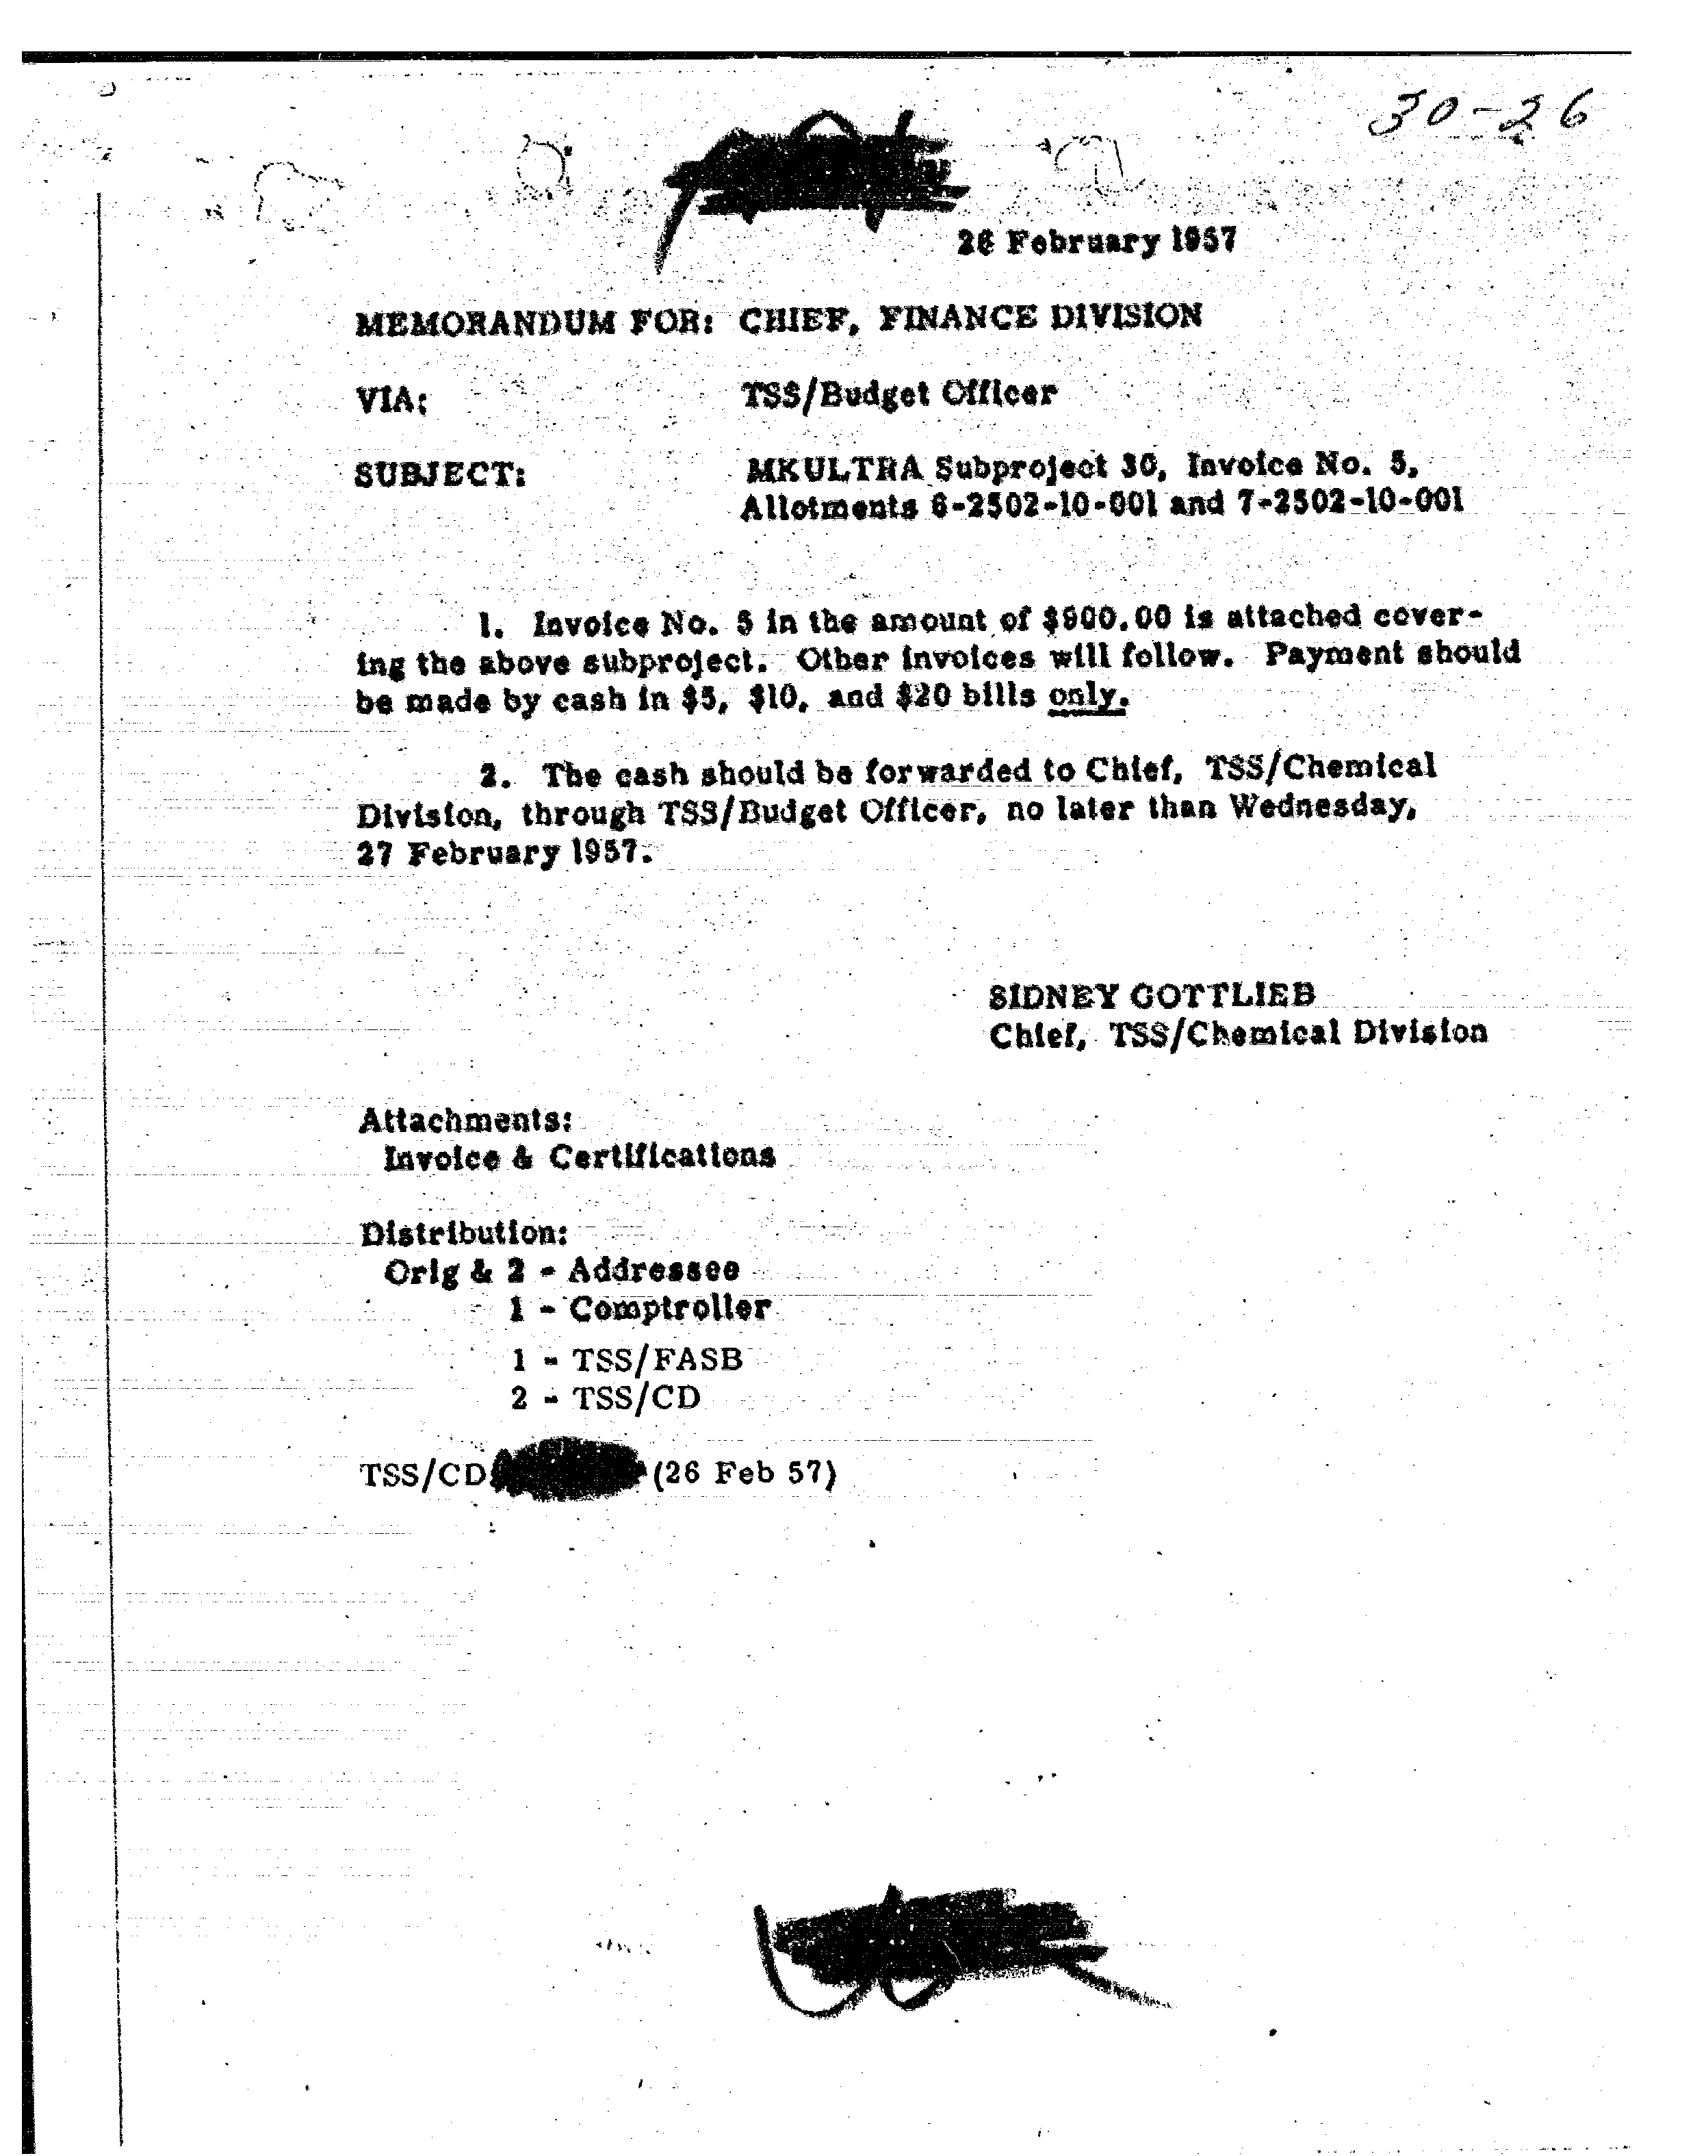 30-26
26 February 1957
MEMORANDUM FOR: CHIEF, FINANCE DIVISION
VIA: TSS/Budget Officer
SUBJECT: MKULTRA Subproject 30, Invoice No. 5,
Allotments 6-2502-10-001 and 7-2502-10-001
1. Invoice No. 5 in the amount of $900.00 is attached cover-
ing the above subproject. Other invoices will follow. Payment should
be made by cash in $5, $10, and $20 bills only.
2. The cash should be forwarded to Chief, TSS/Chemical
Division, through TSS/Budget Officer, no later than Wednesday,
27 February 1957.
SIDNEY GOTTLIEB
Chief, TSS/Chemical Division
Attachments:
Invoice & Certifications
Distribution:
Orig & 2 - Addressee
1 - Comptroller
1 - TSS/FASB
2 - TSS/CD
TSS/CD (26 Feb 57)